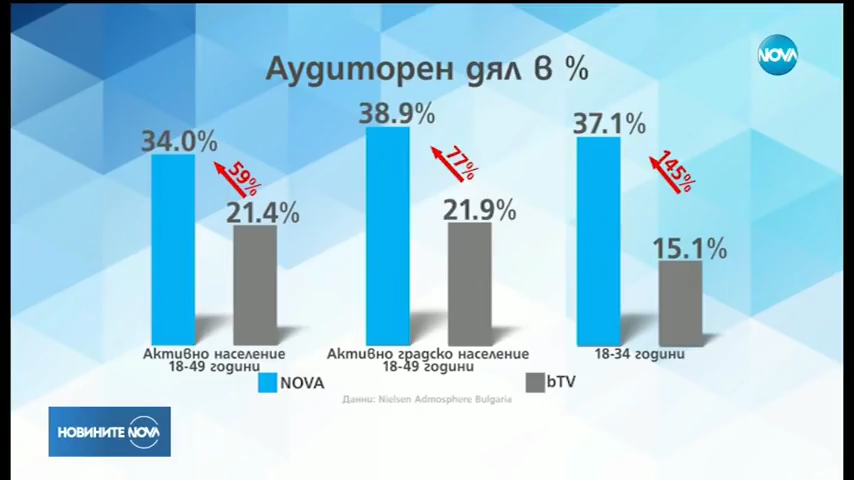 Аудиторен дял в %
NOVA
34.0%
59%
21.4%
38.9%
77%
21.9%
37.1%
145%
15.1%
Активно население
18-49 години
Активно градско население
18-49 години
18-34 години
NOVA
bTV
Данни: Nielsen Admosphere Bulgaria
НОВИНИТЕ NOVA